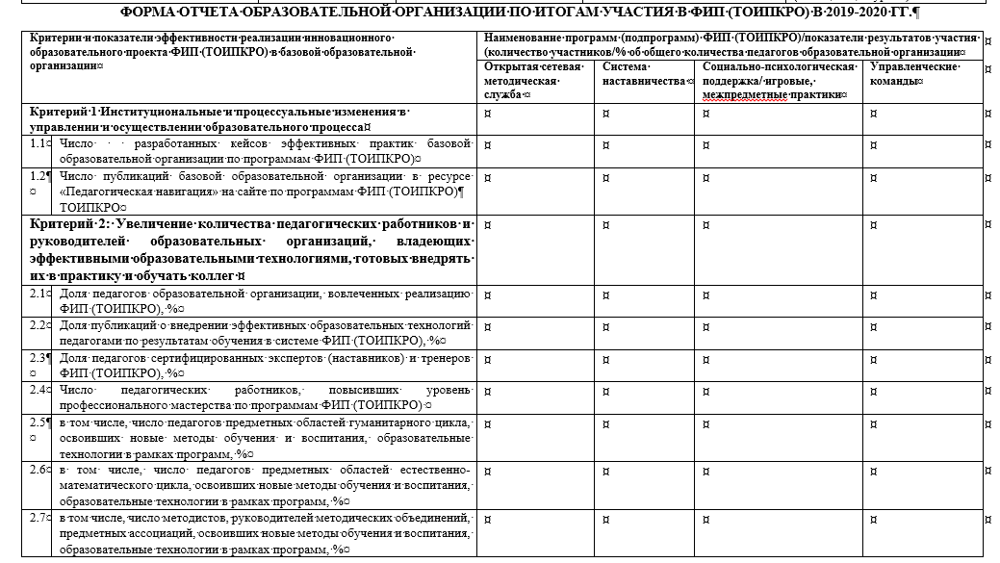 ФОРМА ОТЧЕТА ОБРАЗОВАТЕЛЬНОЙ ОРГАНИЗАЦИИ ПО ИТОГАМ УЧАСТИЯ В ФИП (ТОИПКРО) В 2019-2020 ГГ.¶
Критерии и показатели эффективности реализации инновационного
образовательного проекта ФИП (ТОИПКРО) в базовой образовательной
организации¤
Наименование программ (подпрограмм) ФИП (ТОИПКРО)/показатели результатов участия
(количество участников/% об общего количества педагогов образовательной организации¤
Открытая сетевая
методическая
служба ¤
Система
наставничества¤
Социально-психологическая
поддержка/ игровые,
межпредметные практики¤
Управленческие
команды¤
Критерий 1 Институциональные и процессуальные изменения в
управлении и осуществлении образовательного процесса¤
1.1¤ Число разработанных кейсов эффективных практик базовой
образовательной организации по программам ФИП (ТОИПКРО)¤
1.2¶ Число публикаций базовой образовательной организации в ресурсе
¤ «Педагогическая навигация» на сайте по программам ФИП (ТОИПКРО)¶
ТОИПКРО¤
Критерий 2: Увеличение количества педагогических работников и
руководителей образовательных организаций, владеющих
эффективными образовательными технологиями, готовых внедрять
их в практику и обучать коллег ¤
2.1¤ Доля педагогов образовательной организации, вовлеченных реализацию
ФИП (ТОИПКРО), %¤
2.2¤ Доля публикаций о внедрении эффективных образовательных технологий
педагогами по результатам обучения в системе ФИП (ТОИПКРО), %¤
2.3¶ Доля педагогов сертифицированных экспертов (наставников) и тренеров
¤ ФИП (ТОИПКРО), %¤
2.4¤ Число педагогических работников, повысивших уровень
профессионального мастерства по программам ФИП (ТОИПКРО) ¤
2.5¶ в том числе, число педагогов предметных областей гуманитарного цикла,
¤ освоивших новые методы обучения и воспитания, образовательные
технологии в рамках программ, %¤
2.6¤ в том числе, число педагогов предметных областей естественно-
математического цикла, освоивших новые методы обучения и воспитания,
образовательные технологии в рамках программ, %¤
2.7¤ в том числе, число методистов, руководителей методических объединений,
предметных ассоциаций, освоивших новые методы обучения и воспитания,
образовательные технологии в рамках программ, %¤